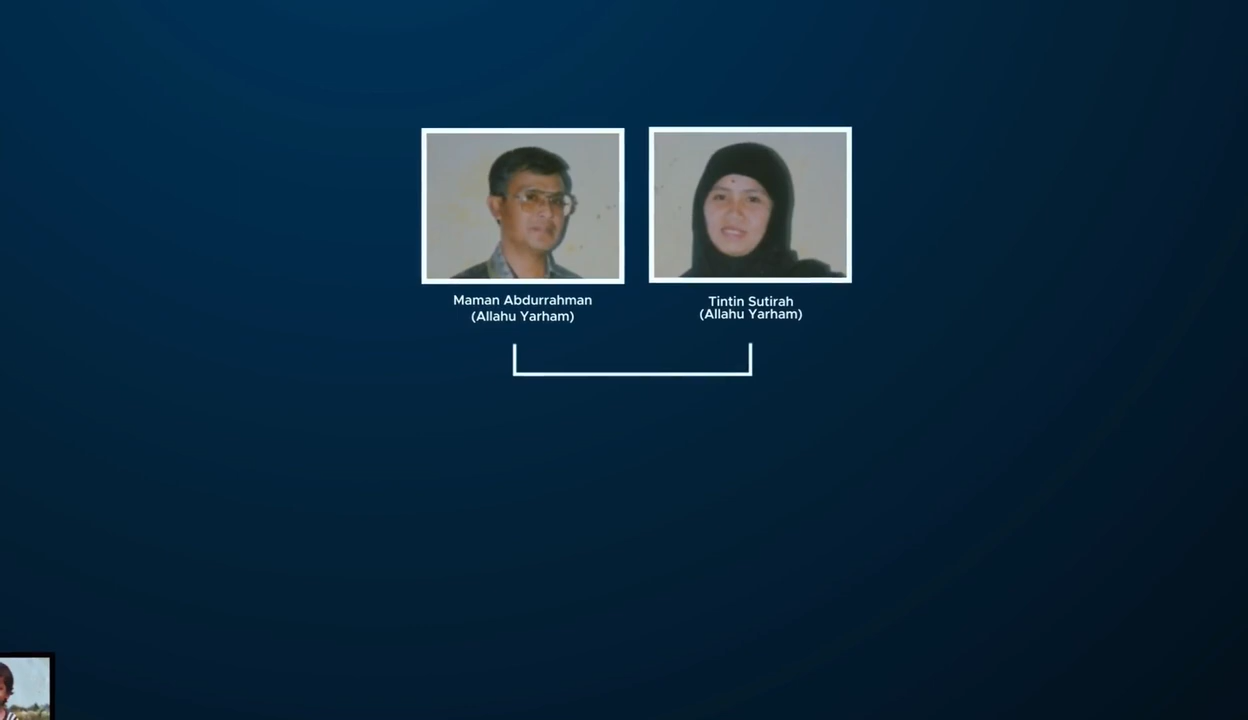 Maman Abdurrahman
(Allahu Yarham)
Tintin Sutirah
(Allahu Yarham)